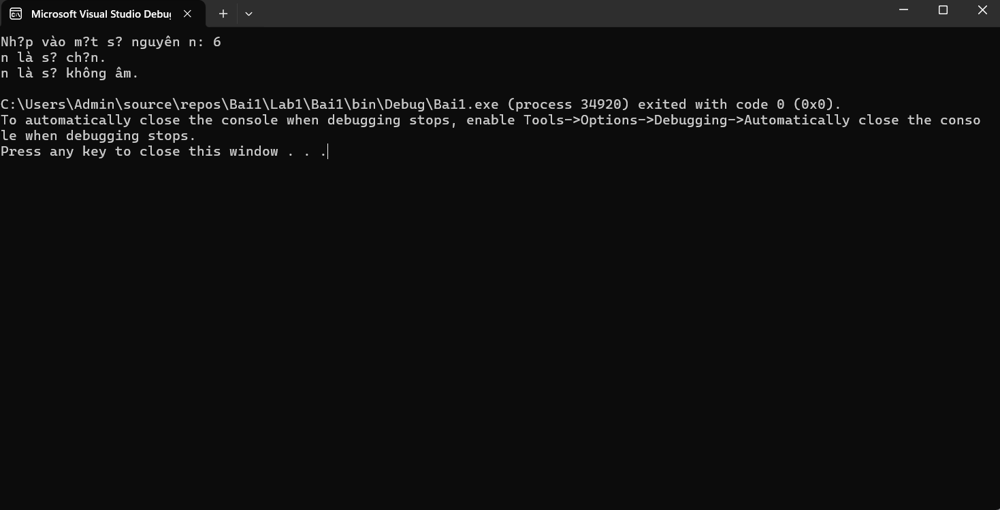 Microsoft Visual Studio Debu
Nh?p vào m?t s? nguyên n: 6
n là s? ch?n.
n là s? không âm.
C:\Users\Admin\source\repos\Bai1\Lab1\Bai1\bin\Debug\Bai1.exe (process 34920) exited with code 0 (0x0).
To automatically close the console when debugging stops, enable Tools->Options->Debugging->Automatically close the conso
le when debugging stops.
Press any key to close this window . . .